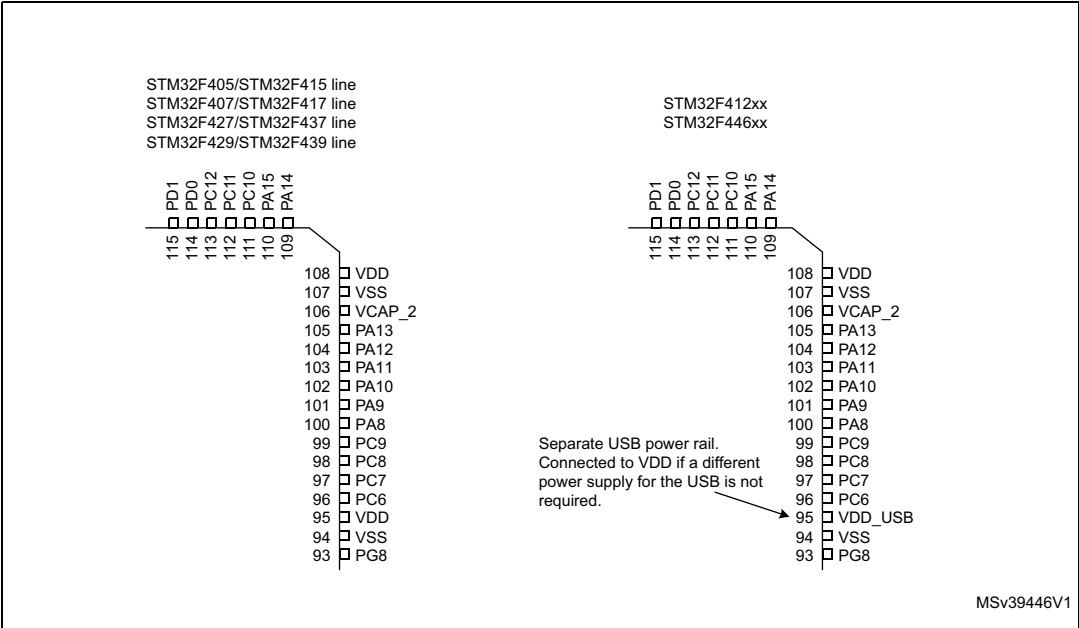 STM32F405/STM32F415 line
STM32F407/STM32F417 line
STM32F427/STM32F437 line
STM32F429/STM32F439 line
PD1
PD0
PC12
PC11
PC10
PA15
PA14
115
114
113
112
111
110
109
108 VDD
107 VSS
106 VCAP_2
105 PA13
104 PA12
103 PA11
102 PA10
101 PA9
100 PA8
99 PC9
98 PC8
97 PC7
96 PC6
95 VDD
94 VSS
93 PG8
STM32F412xx
STM32F446xx
PD1
PD0
PC12
PC11
PC10
PA15
PA14
115
114
113
112
111
110
109
108 VDD
107 VSS
106 VCAP_2
105 PA13
104 PA12
103 PA11
102 PA10
101 PA9
100 PA8
99 PC9
98 PC8
97 PC7
96 PC6
95 VDD_USB
94 VSS
93 PG8
Separate USB power rail.
Connected to VDD if a different
power supply for the USB is not
required.
MSv39446V1